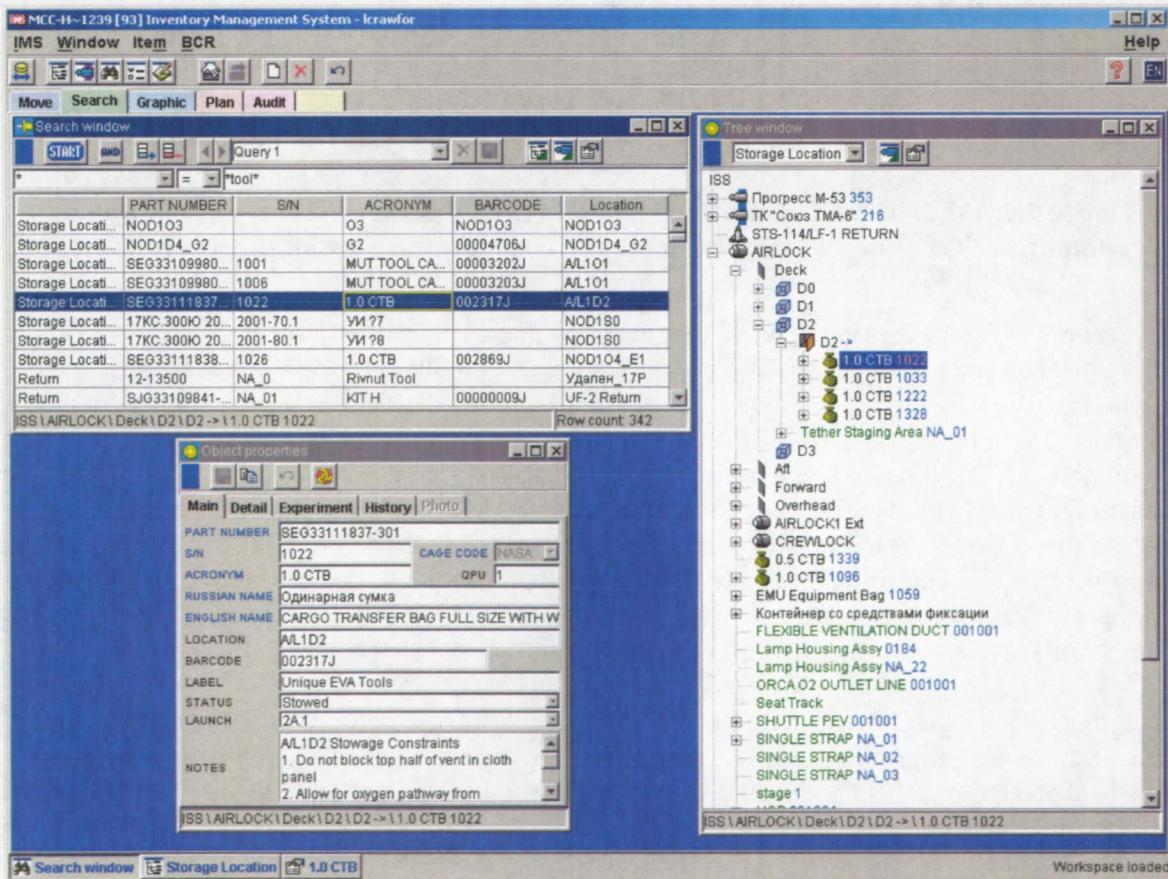 MCC-H~1239 [93] Inventory Management System - lcrawfor
IMS Window Item BCR Help
EN
Move Search Graphic Plan Audit
Search window
START AND Query 1
* = *tool*
PART NUMBER S/N ACRONYM BARCODE Location
Storage Locati... NOD1O3 O3 NOD1O3 NOD1O3
Storage Locati... NOD1D4_G2 G2 00004706J NOD1D4_G2
Storage Locati... SEG33109980... 1001 MUT TOOL CA... 00003202J A/L1O1
Storage Locati... SEG33109980... 1006 MUT TOOL CA... 00003203J A/L1O1
Storage Locati... SEG33111837... 1022 1.0 CTB 002317J A/L1D2
Storage Locati... 17КС.300Ю 20... 2001-70.1 УИ ?7 NOD1S0
Storage Locati... 17КС.300Ю 20... 2001-80.1 УИ ?8 NOD1S0
Storage Locati... SEG33111838... 1026 1.0 CTB 002869J NOD1O4_E1
Return 12-13500 NA_0 Rivnut Tool Удален_17P
Return SJG33109841-... NA_01 KIT H 00000009J UF-2 Return
ISS \ AIRLOCK \ Deck \ D2 \ D2 -> \ 1.0 CTB 1022 Row count: 342
Object properties
Main Detail Experiment History Photo
PART NUMBER SEG33111837-301
S/N 1022 CAGE CODE NASA
ACRONYM 1.0 CTB QPU 1
RUSSIAN NAME Одинарная сумка
ENGLISH NAME CARGO TRANSFER BAG FULL SIZE WITH W
LOCATION A/L1D2
BARCODE 002317J
LABEL Unique EVA Tools
STATUS Stowed
LAUNCH 2A.1
NOTES A/L1D2 Stowage Constraints
1. Do not block top half of vent in cloth
panel
2. Allow for oxygen pathway from
ISS \ AIRLOCK \ Deck \ D2 \ D2 -> \ 1.0 CTB 1022
Tree window
Storage Location
ISS
Прогресс М-53 353
ТК "Союз ТМА-6" 216
STS-114/LF-1 RETURN
AIRLOCK
Deck
D0
D1
D2
D2 ->
1.0 CTB 1022
1.0 CTB 1033
1.0 CTB 1222
1.0 CTB 1328
Tether Staging Area NA_01
D3
Aft
Forward
Overhead
AIRLOCK1 Ext
CREWLOCK
0.5 CTB 1339
1.0 CTB 1096
EMU Equipment Bag 1059
Контейнер со средствами фиксации
FLEXIBLE VENTILATION DUCT 001001
Lamp Housing Assy 0184
Lamp Housing Assy NA_22
ORCA O2 OUTLET LINE 001001
Seat Track
SHUTTLE PEV 001001
SINGLE STRAP NA_01
SINGLE STRAP NA_02
SINGLE STRAP NA_03
stage 1
ISS \ AIRLOCK \ Deck \ D2 \ D2 -> \ 1.0 CTB 1022
Search window Storage Location 1.0 CTB Workspace loaded